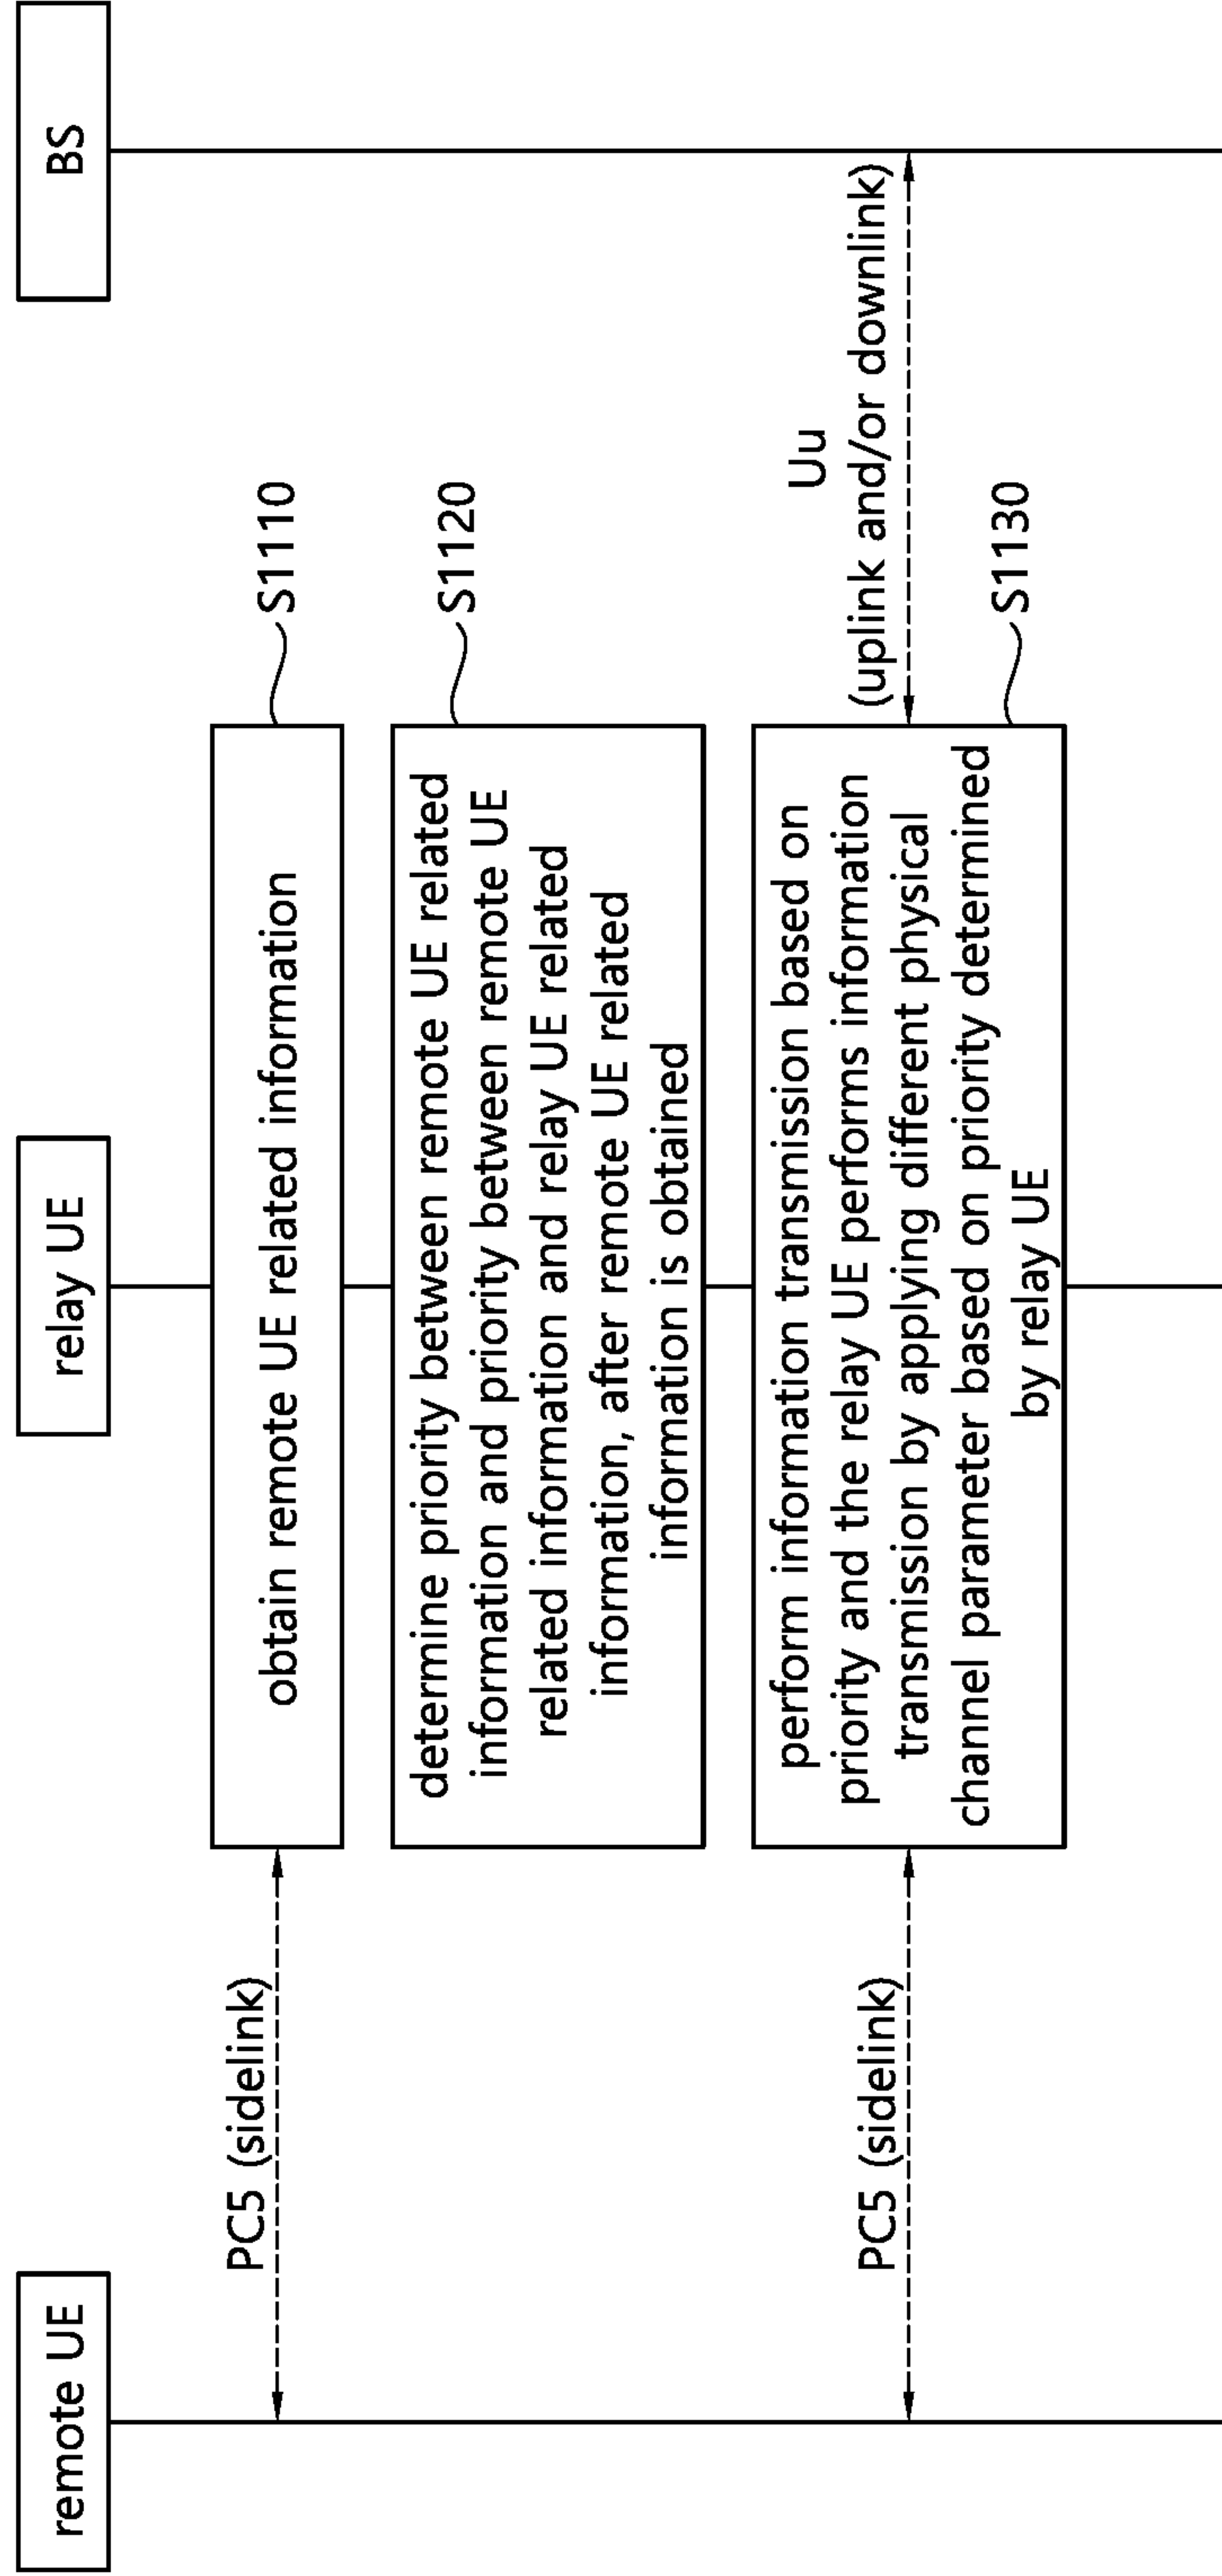 remote UE
relay UE
BS
PC5 (sidelink)
obtain remote UE related information
S1110
determine priority between remote UE related
information and priority between remote UE
related information and relay UE related
information, after remote UE related
information is obtained
S1120
PC5 (sidelink)
perform information transmission based on
priority and the relay UE performs information
transmission by applying different physical
channel parameter based on priority determined
by relay UE
Uu
(uplink and/or downlink)
S1130